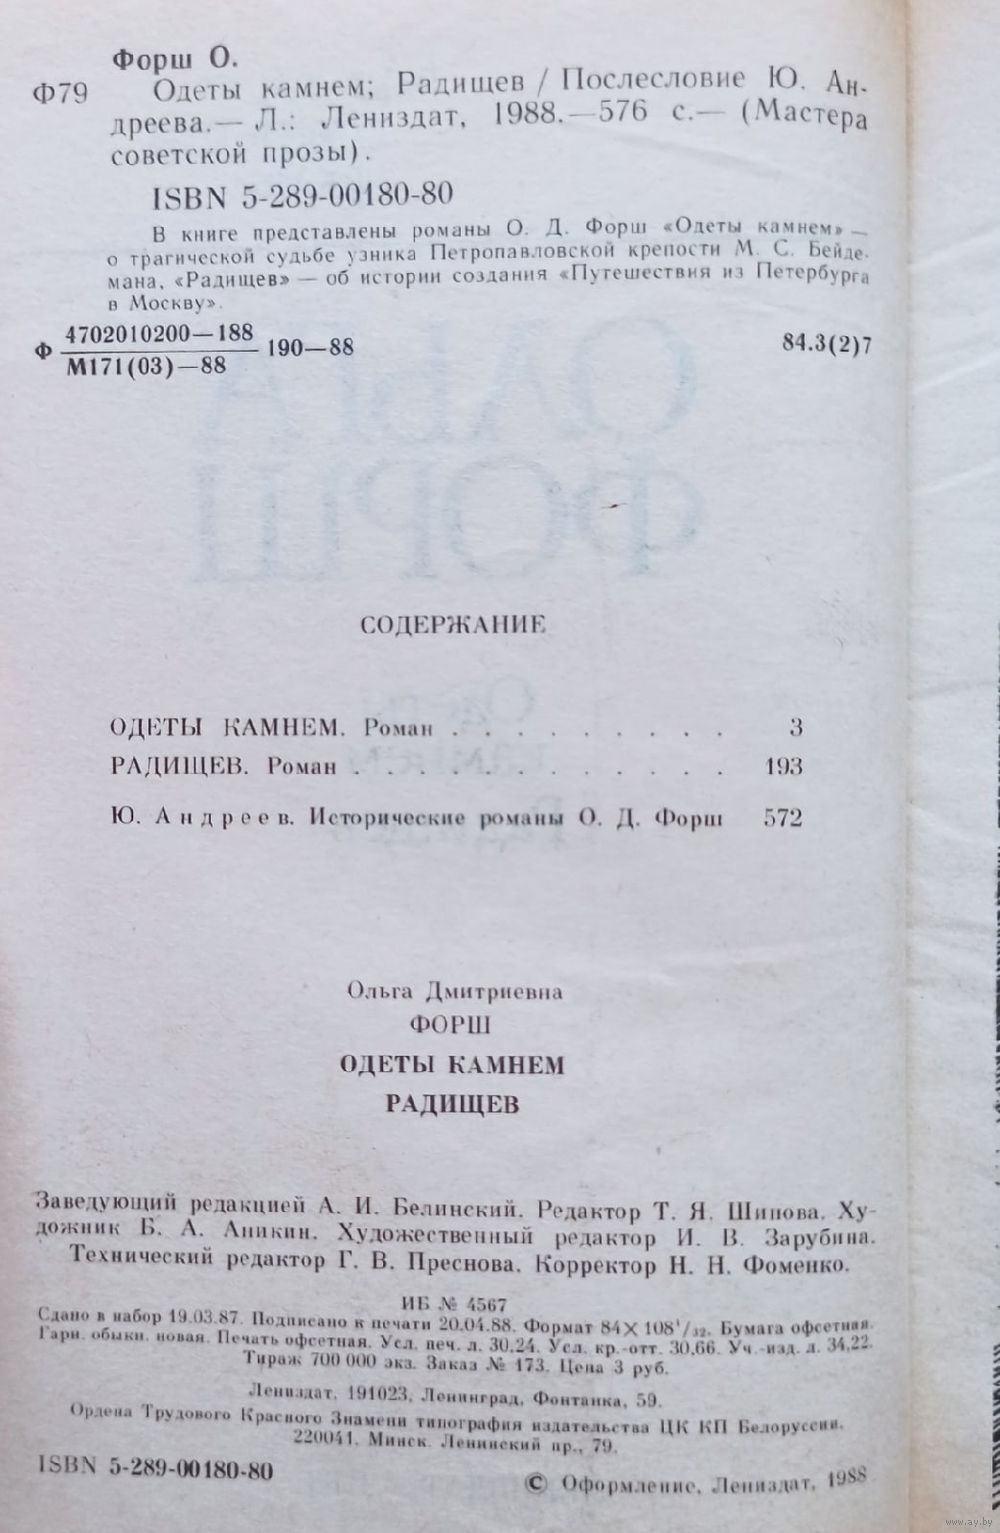 Форш О.
Ф79 Одеты камнем; Радищев / Послесловие Ю. Ан-
дреева.— Л.: Лениздат, 1988.—576 с.— (Мастера
советской прозы).
ISBN 5-289-00180-80
В книге представлены романы О. Д. Форш «Одеты камнем» —
о трагической судьбе узника Петропавловской крепости М. С. Бейде-
мана, «Радищев» — об истории создания «Путешествия из Петербурга
в Москву».
Ф 4702010200—188 190—88 84.3(2)7
М171(03)—88
ОЛЬГА
ФОРШ
СОДЕРЖАНИЕ
ОДЕТЫ КАМНЕМ. Роман . . . . . . . . . 3
РАДИЩЕВ. Роман . . . . . . . . . . . . 193
Ю. Андреев. Исторические романы О. Д. Форш 572
Ольга Дмитриевна
ФОРШ
ОДЕТЫ КАМНЕМ
РАДИЩЕВ
Заведующий редакцией А. И. Белинский. Редактор Т. Я. Шипова. Ху-
дожник Б. А. Аникин. Художественный редактор И. В. Зарубина.
Технический редактор Г. В. Преснова. Корректор Н. Н. Фоменко.
ИБ № 4567
Сдано в набор 19.03.87. Подписано к печати 20.04.88. Формат 84×108¹/₃₂. Бумага офсетная.
Гарн. обыкн. новая. Печать офсетная. Усл. печ. л. 30,24. Усл. кр.-отт. 30,66. Уч.-изд. л. 34,22.
Тираж 700 000 экз. Заказ № 173. Цена 3 руб.
Лениздат, 191023, Ленинград, Фонтанка, 59.
Ордена Трудового Красного Знамени типография издательства ЦК КП Белоруссии.
220041, Минск, Ленинский пр., 79.
ISBN 5-289-00180-80
© Оформление, Лениздат, 1988
www.ay.by